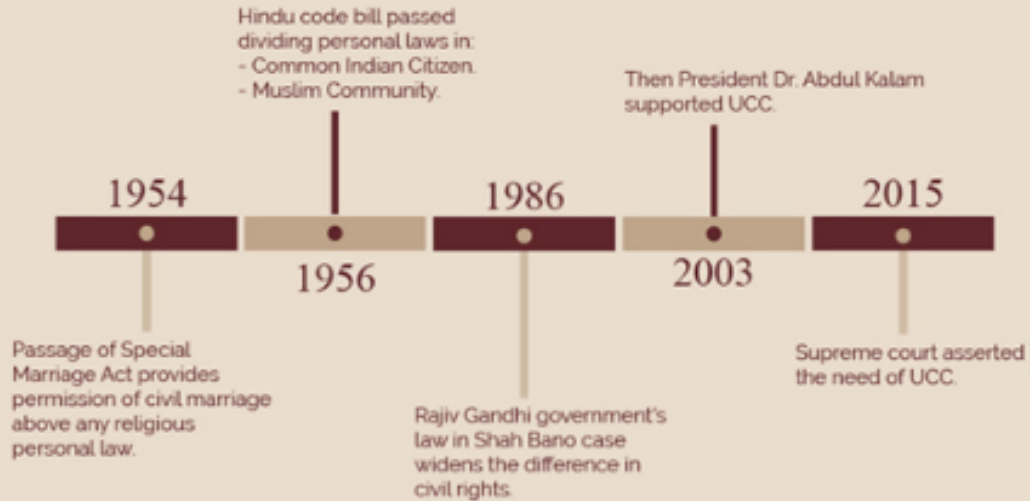 1954
Passage of Special
Marriage Act provides
permission of civil marriage
above any religious
personal law.
Hindu code bill passed
dividing personal laws in:
- Common Indian Citizen.
- Muslim Community.
1956
1986
Rajiv Gandhi government's
law in Shah Bano case
widens the difference in
civil rights.
Then President Dr. Abdul Kalam
supported UCC.
2003
2015
Supreme court asserted
the need of UCC.